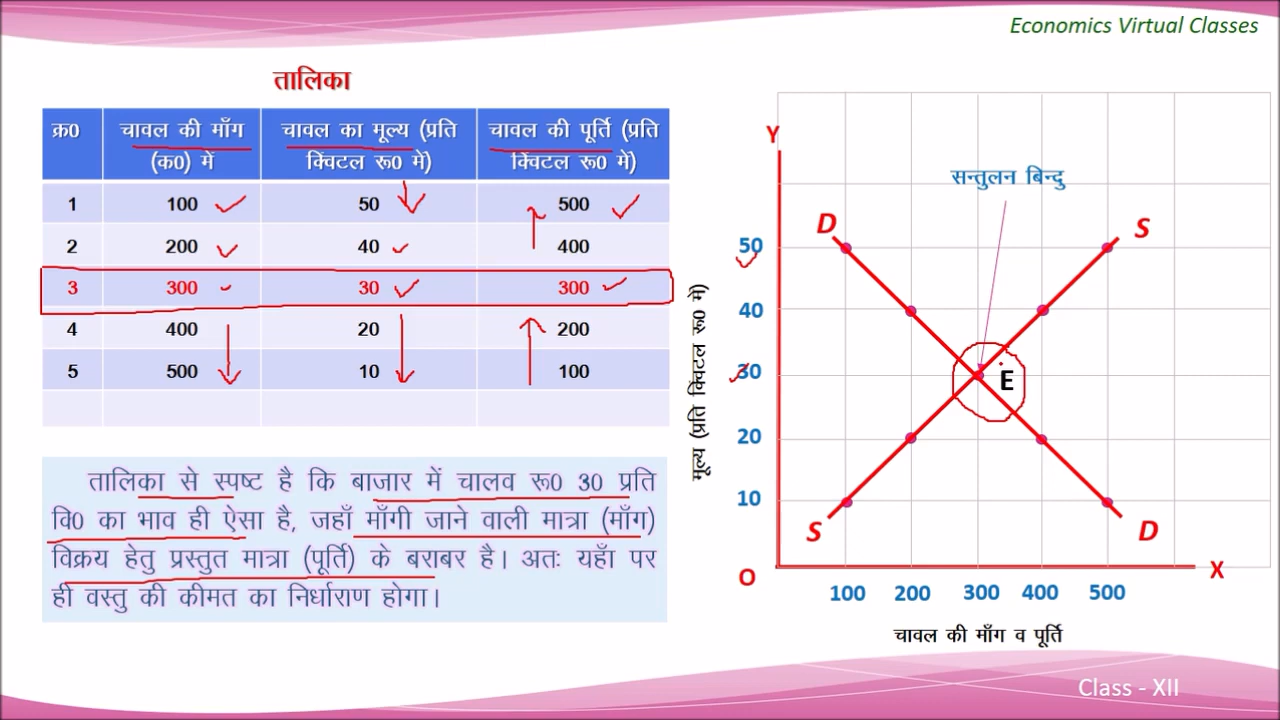 Economics Virtual Classes
तालिका
क्र0 चावल की माँग (क0) में चावल का मूल्य (प्रति क्विंटल रू0 में) चावल की पूर्ति (प्रति क्विंटल रू0 में)
1 100 50 500
2 200 40 400
3 300 30 300
4 400 20 200
5 500 10 100
तालिका से स्पष्ट है कि बाजार में चालव रू0 30 प्रति
वि0 का भाव ही ऐसा है, जहाँ माँगी जाने वाली मात्रा (माँग)
विक्रय हेतु प्रस्तुत मात्रा (पूर्ति) के बराबर है। अतः यहाँ पर
ही वस्तु की कीमत का निर्धाराण होगा।
Y
सन्तुलन बिन्दु
D S
50
40
30
20
10
मूल्य (प्रति क्विंटल रू0 में)
E
S D
O X
100 200 300 400 500
चावल की माँग व पूर्ति
Class - XII